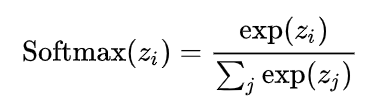 Softmax(z_i) = exp(z_i) / ∑_j exp(z_j)